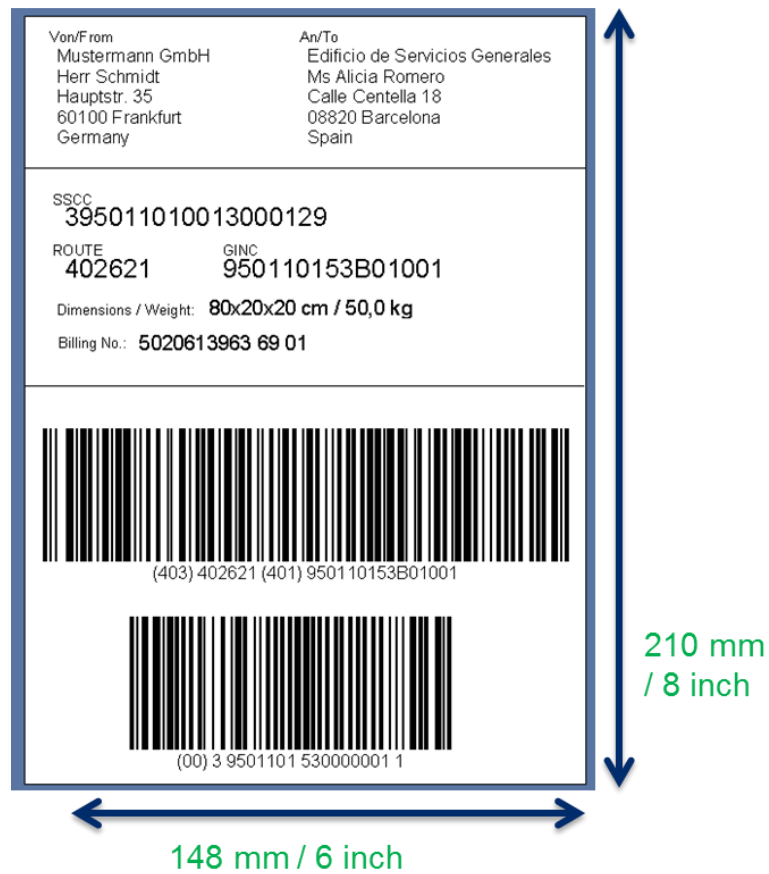 Von/From
Mustermann GmbH
Herr Schmidt
Hauptstr. 35
60100 Frankfurt
Germany
An/To
Edificio de Servicios Generales
Ms Alicia Romero
Calle Centella 18
08820 Barcelona
Spain
SSCC
395011010013000129
ROUTE
402621
GINC
950110153B01001
Dimensions / Weight: 80x20x20 cm / 50,0 kg
Billing No.: 5020613963 69 01
(403) 402621 (401) 950110153B01001
(00) 3 9501101 530000001 1
210 mm
/ 8 inch
148 mm / 6 inch